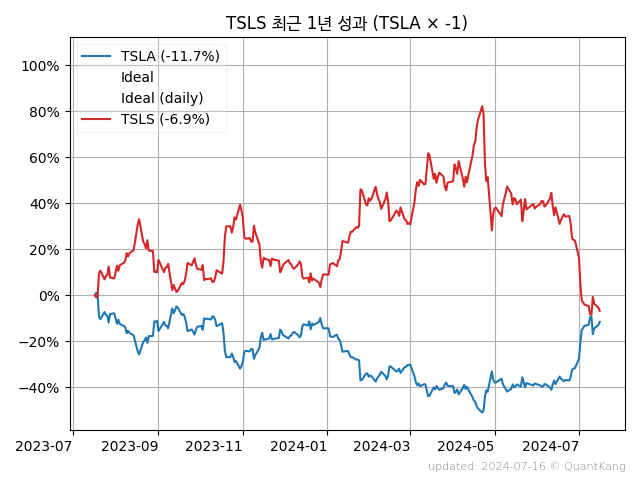 TSLS 최근 1년 성과 (TSLA × -1)
TSLA (-11.7%)
Ideal
Ideal (daily)
TSLS (-6.9%)
100%
80%
60%
40%
20%
0%
−20%
−40%
2023-07 2023-09 2023-11 2024-01 2024-03 2024-05 2024-07
updated: 2024-07-16 © QuantKang